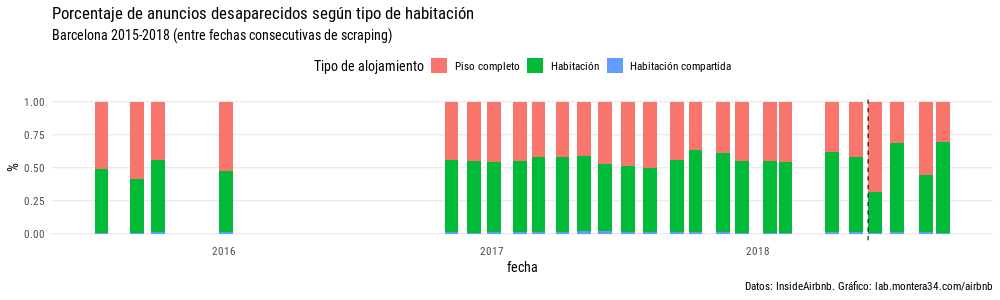 Porcentaje de anuncios desaparecidos según tipo de habitación
Barcelona 2015-2018 (entre fechas consecutivas de scraping)
Tipo de alojamiento Piso completo Habitación Habitación compartida
1.00
0.75
0.50
0.25
0.00
%
2016 2017 2018
fecha
Datos: InsideAirbnb. Gráfico: lab.montera34.com/airbnb